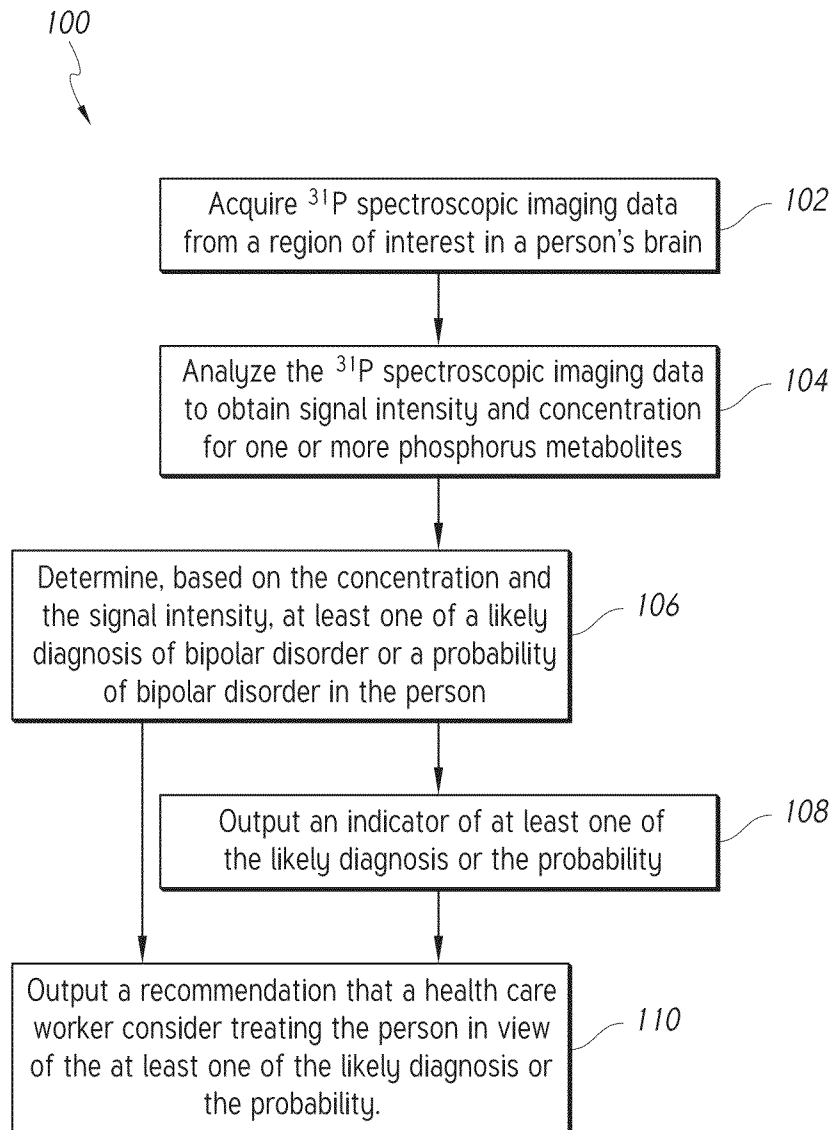 100
Acquire ³¹P spectroscopic imaging data
from a region of interest in a person's brain
102
Analyze the ³¹P spectroscopic imaging data
to obtain signal intensity and concentration
for one or more phosphorus metabolites
104
Determine, based on the concentration and
the signal intensity, at least one of a likely
diagnosis of bipolar disorder or a probability
of bipolar disorder in the person
106
Output an indicator of at least one of
the likely diagnosis or the probability
108
Output a recommendation that a health care
worker consider treating the person in view
of the at least one of the likely diagnosis or
the probability.
110